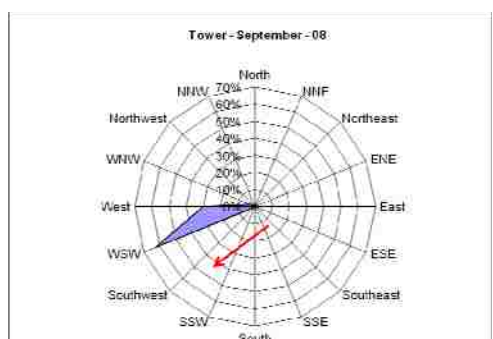 Tower - September - 08
North
NNW
NNE
70%
60%
50%
40%
30%
20%
10%
0%
Northwest
Northeast
WNW
ENE
West
East
WSW
ESE
Southwest
Southeast
SSW
SSE
South